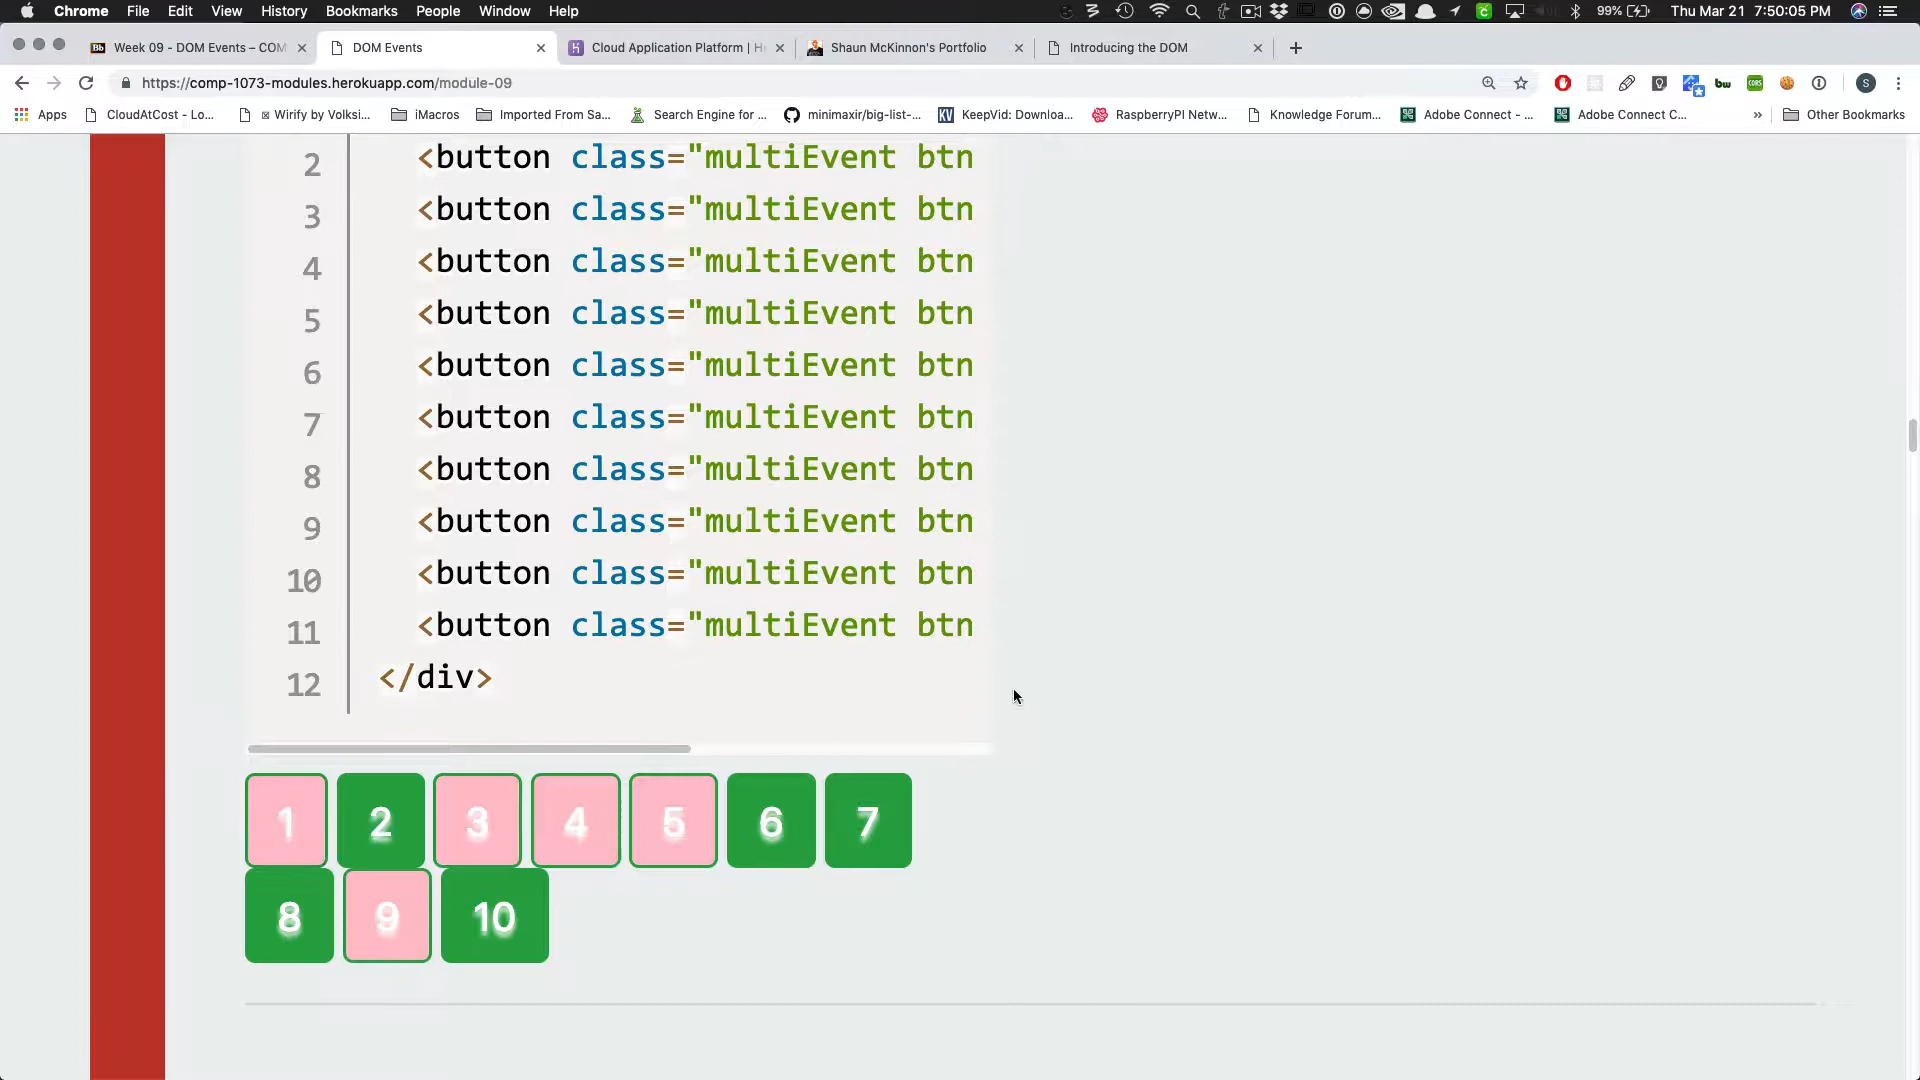 Chrome File Edit View History Bookmarks People Window Help 99% Thu Mar 21 7:50:05 PM
Bb Week 09 - DOM Events – COM DOM Events Cloud Application Platform | H Shaun McKinnon's Portfolio Introducing the DOM
https://comp-1073-modules.herokuapp.com/module-09
Apps CloudAtCost - Lo... Wirify by Volksi... iMacros Imported From Sa... Search Engine for ... minimaxir/big-list-... KeepVid: Downloa... RaspberryPI Netw... Knowledge Forum... Adobe Connect - ... Adobe Connect C... » Other Bookmarks
2 <button class="multiEvent btn
3 <button class="multiEvent btn
4 <button class="multiEvent btn
5 <button class="multiEvent btn
6 <button class="multiEvent btn
7 <button class="multiEvent btn
8 <button class="multiEvent btn
9 <button class="multiEvent btn
10 <button class="multiEvent btn
11 <button class="multiEvent btn
12 </div>
1 2 3 4 5 6 7
8 9 10